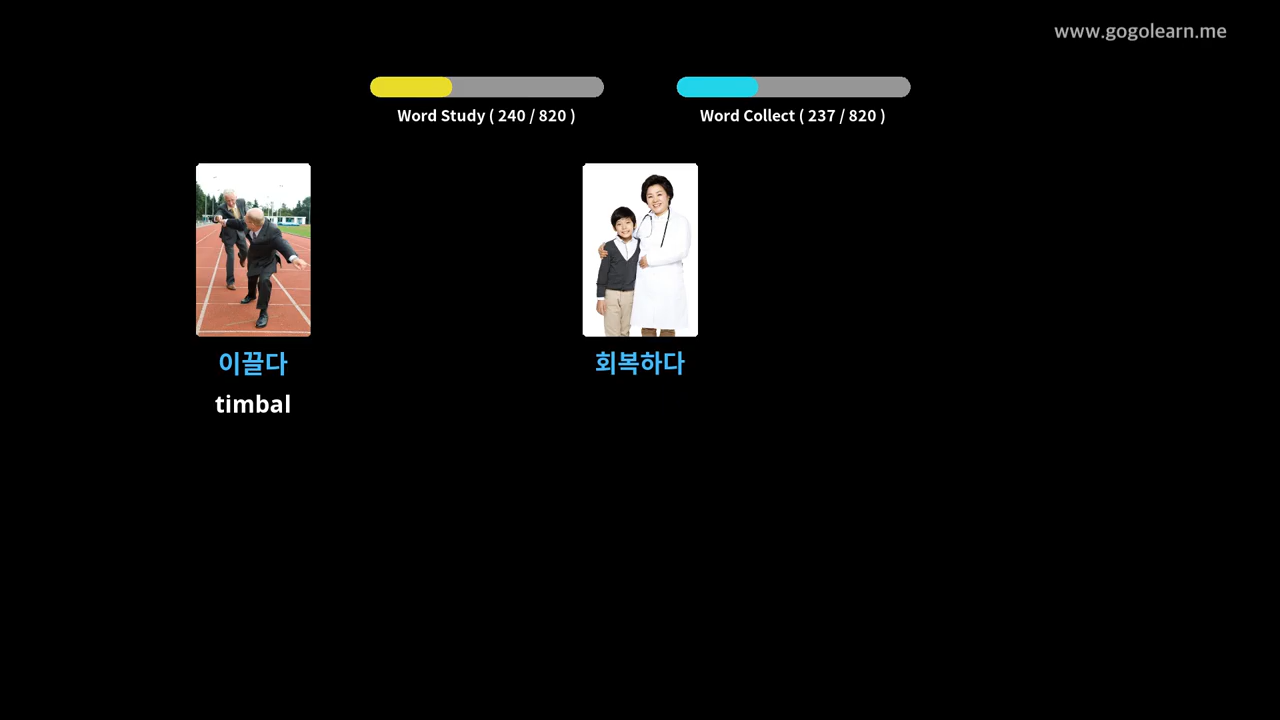 www.gogolearn.me
Word Study ( 240 / 820 )
Word Collect ( 237 / 820 )
이끌다
timbal
회복하다